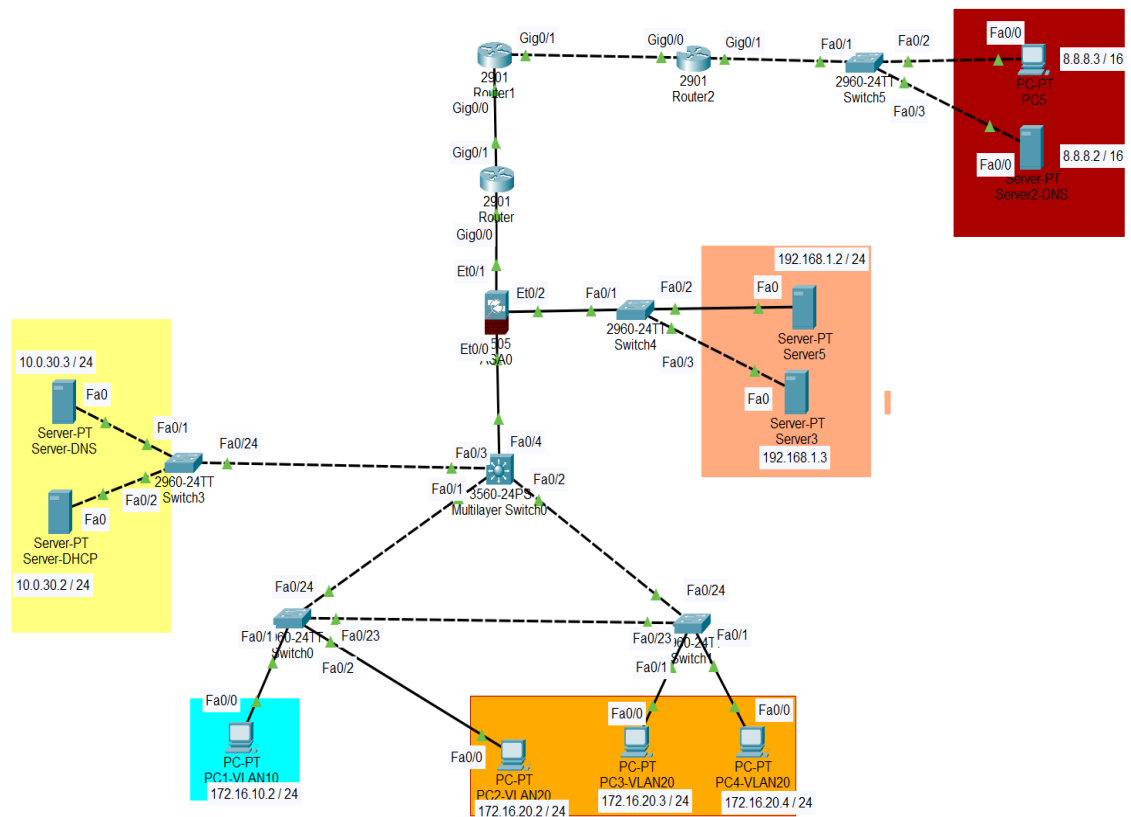 Gig0/1
Gig0/0
Gig0/1
Fa0/1
Fa0/2
Fa0/0
8.8.8.3 / 16
2901
Router1
2901
Router2
2960-24TT
Switch5
PC-PT
PC5
Gig0/0
Fa0/3
Gig0/1
Fa0/0
8.8.8.2 / 16
Server-PT
Server2-DNS
2901
Router
Gig0/0
192.168.1.2 / 24
Et0/1
Et0/2
Fa0/1
Fa0/2
Fa0
505
ASA0
2960-24TT
Switch4
Server-PT
Server5
Et0/0
Fa0/3
Fa0
Server-PT
Server3
192.168.1.3
10.0.30.3 / 24
Fa0
Server-PT
Server-DNS
Fa0/1
Fa0/24
2960-24TT
Switch3
Fa0/2
Fa0
Server-PT
Server-DHCP
10.0.30.2 / 24
Fa0/4
Fa0/3
Fa0/2
Fa0/1
3560-24PS
Multilayer Switch0
Fa0/24
Fa0/24
Fa0/1
60-24TT
Switch0
Fa0/23
Fa0/2
Fa0/23
Fa0/1
960-24TT
Fa0/1
Fa0/0
PC-PT
PC1-VLAN10
172.16.10.2 / 24
Fa0/0
PC-PT
PC2-VLAN20
172.16.20.2 / 24
Fa0/0
PC-PT
PC3-VLAN20
172.16.20.3 / 24
Fa0/0
PC-PT
PC4-VLAN20
172.16.20.4 / 24